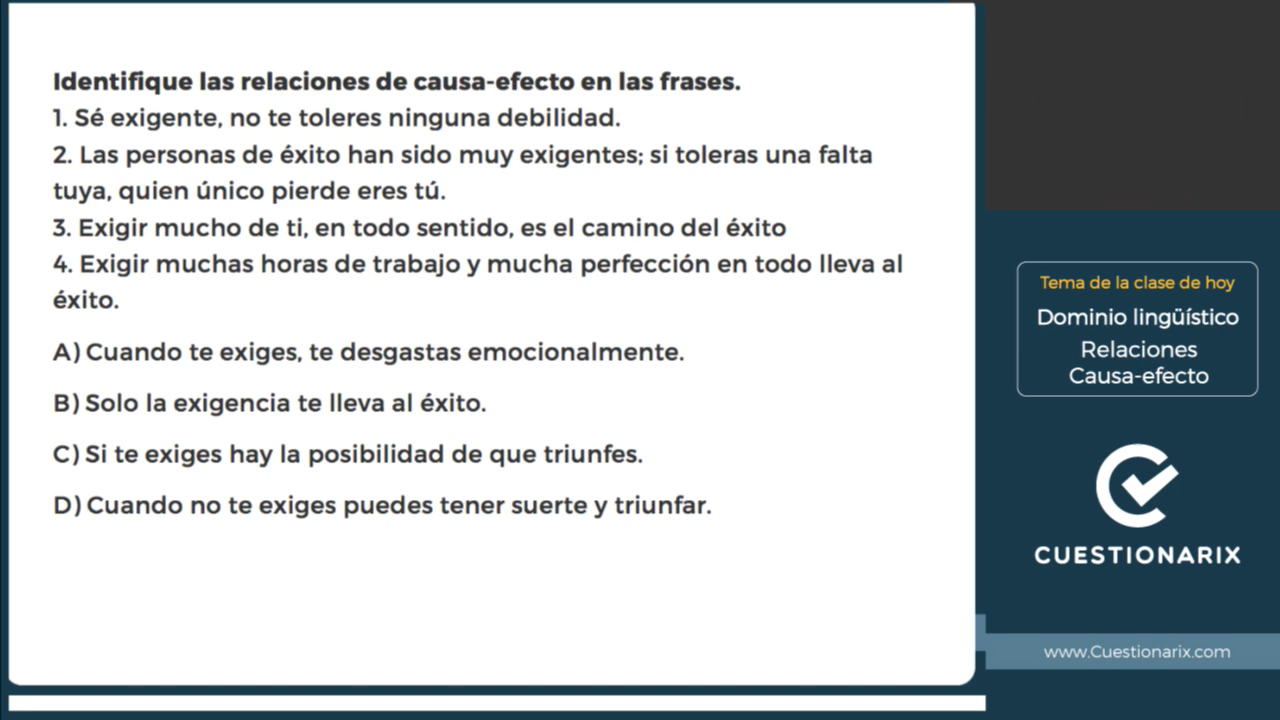 Identifique las relaciones de causa-efecto en las frases.
1. Sé exigente, no te toleres ninguna debilidad.
2. Las personas de éxito han sido muy exigentes; si toleras una falta
tuya, quien único pierde eres tú.
3. Exigir mucho de ti, en todo sentido, es el camino del éxito
4. Exigir muchas horas de trabajo y mucha perfección en todo lleva al
éxito.
A) Cuando te exiges, te desgastas emocionalmente.
B) Solo la exigencia te lleva al éxito.
C) Si te exiges hay la posibilidad de que triunfes.
D) Cuando no te exiges puedes tener suerte y triunfar.
Tema de la clase de hoy
Dominio lingüístico
Relaciones
Causa-efecto
CUESTIONARIX
www.Cuestionarix.com